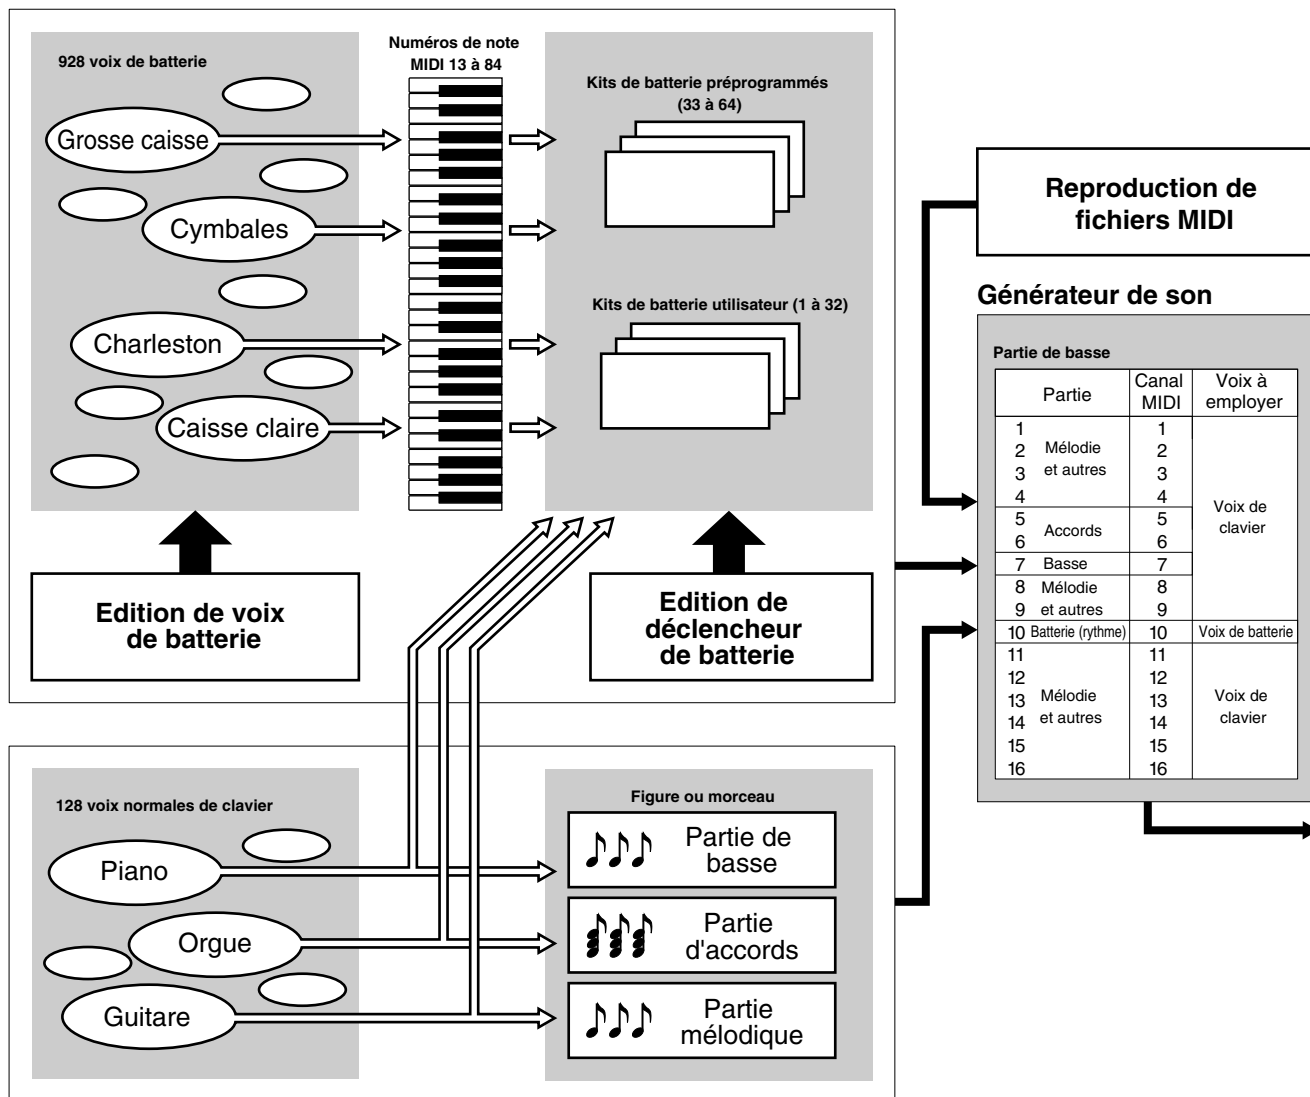 928 voix de batterie
Grosse caisse
Cymbales
Charleston
Caisse claire
Numéros de note
MIDI 13 à 84
Kits de batterie préprogrammés
(33 à 64)
Kits de batterie utilisateur (1 à 32)
Edition de voix
de batterie
Edition de
déclencheur
de batterie
128 voix normales de clavier
Piano
Orgue
Guitare
Figure ou morceau
Partie de
basse
Partie
d'accords
Partie
mélodique
Reproduction de
fichiers MIDI
Générateur de son
Partie de basse
Partie Canal MIDI Voix à employer
1 1
2 Mélodie 2
3 et autres 3
4 4
5 5 Voix de
6 Accords 6 clavier
7 Basse 7
8 Mélodie 8
9 et autres 9
10 Batterie (rythme) 10 Voix de batterie
11 11
12 12
13 Mélodie 13 Voix de
14 et autres 14 clavier
15 15
16 16